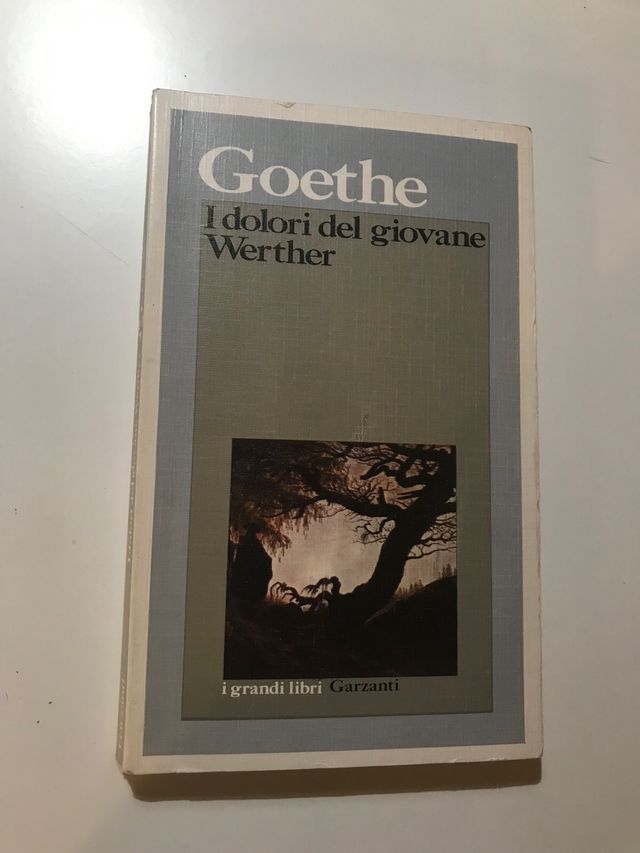 Goethe
I dolori del giovane
Werther
i grandi libri Garzanti